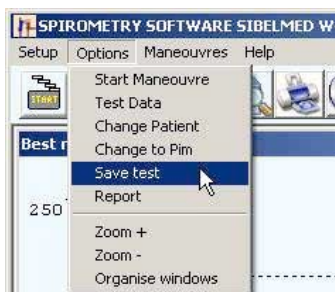 SPIROMETRY SOFTWARE SIBELMED W
Setup Options Maneouvres Help
START
Start Maneouvre
Test Data
Change Patient
Change to Pim
Best
Save test
Report
250
Zoom +
Zoom -
Organise windows